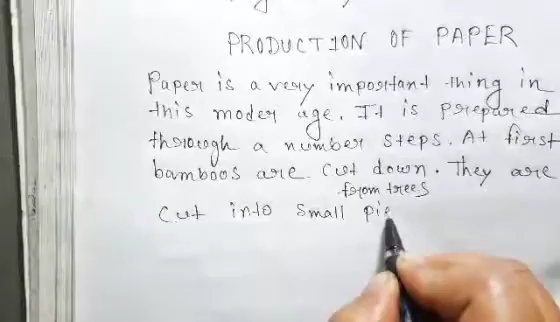 PRODUCTION OF PAPER
Paper is a very important thing in
this moder age. It is prepared
through a number steps. At first
bamboos are cut down. They are
from trees
cut into small pie